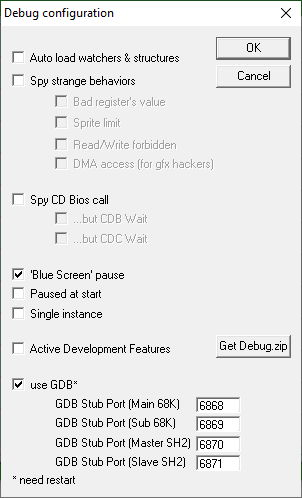 Debug configuration
OK
Auto load watchers & structures
Cancel
Spy strange behaviors
Bad register's value
Sprite limit
Read/Write forbidden
DMA access (for gfx hackers)
Spy CD Bios call
...but CDB Wait
...but CDC Wait
'Blue Screen' pause
Paused at start
Single instance
Active Development Features
Get Debug.zip
use GDB*
GDB Stub Port (Main 68K) 6868
GDB Stub Port (Sub 68K) 6869
GDB Stub Port (Master SH2) 6870
GDB Stub Port (Slave SH2) 6871
* need restart